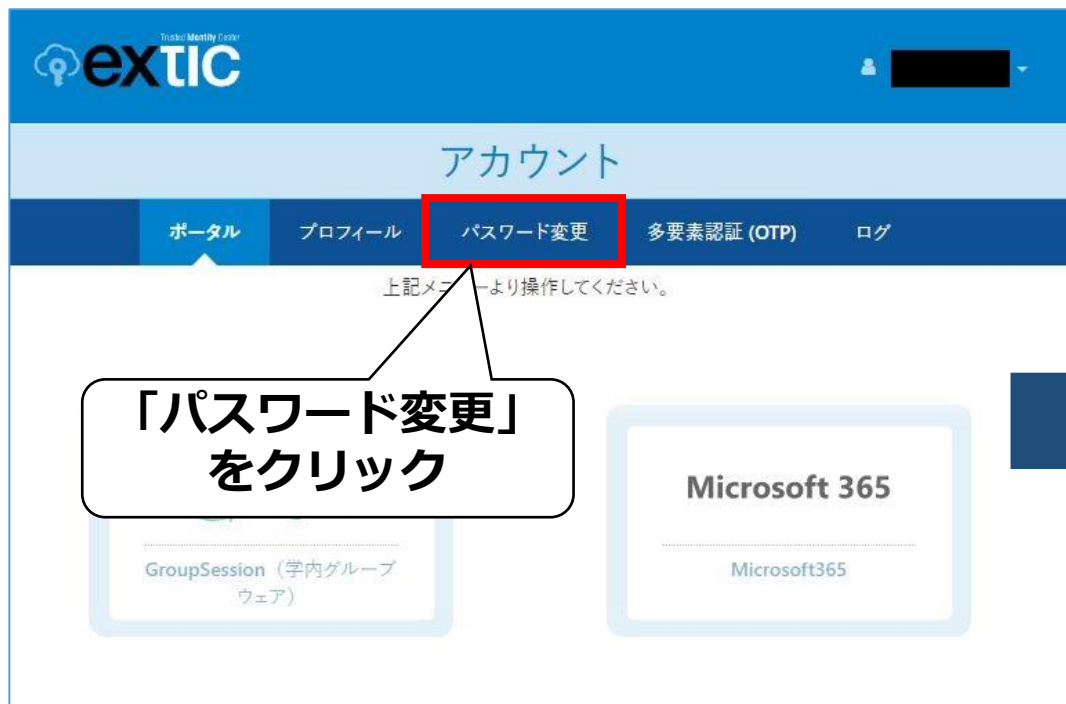 Trusted Identity Center
extic
アカウント
ポータル プロフィール パスワード変更 多要素認証 (OTP) ログ
上記メニューより操作してください。
「パスワード変更」
をクリック
Microsoft 365
GroupSession（学内グループ
ウェア）
Microsoft365